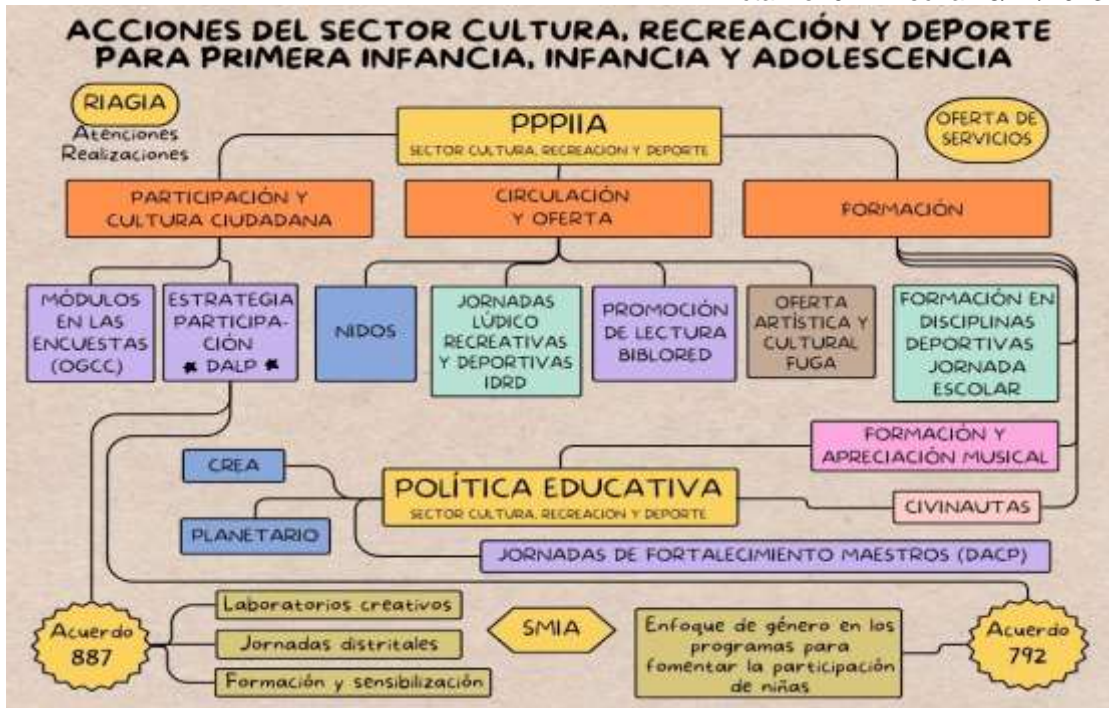 ACCIONES DEL SECTOR CULTURA, RECREACIÓN Y DEPORTE
PARA PRIMERA INFANCIA, INFANCIA Y ADOLESCENCIA
RIAGIA
Atenciones
Realizaciones
PPPIIA
SECTOR CULTURA, RECREACION Y DEPORTE
OFERTA DE
SERVICIOS
PARTICIPACIÓN Y
CULTURA CIUDADANA
CIRCULACIÓN
Y OFERTA
FORMACIÓN
MÓDULOS
EN LAS
ENCUESTAS
(OGCC)
ESTRATEGIA
PARTICIPA-
CIÓN
* DALP *
NIDOS
JORNADAS
LÚDICO
RECREATIVAS
Y DEPORTIVAS
IDRD
PROMOCIÓN
DE LECTURA
BIBLORED
OFERTA
ARTÍSTICA Y
CULTURAL
FUGA
FORMACIÓN EN
DISCIPLINAS
DEPORTIVAS
JORNADA
ESCOLAR
FORMACIÓN Y
APRECIACIÓN MUSICAL
CREA
POLÍTICA EDUCATIVA
SECTOR CULTURA, RECREACION Y DEPORTE
CIVINAUTAS
PLANETARIO
JORNADAS DE FORTALECIMIENTO MAESTROS (DACP)
Acuerdo
887
Laboratorios creativos
Jornadas distritales
Formación y sensibilización
SMIA
Enfoque de género en los
programas para
fomentar la participación
de niñas
Acuerdo
792